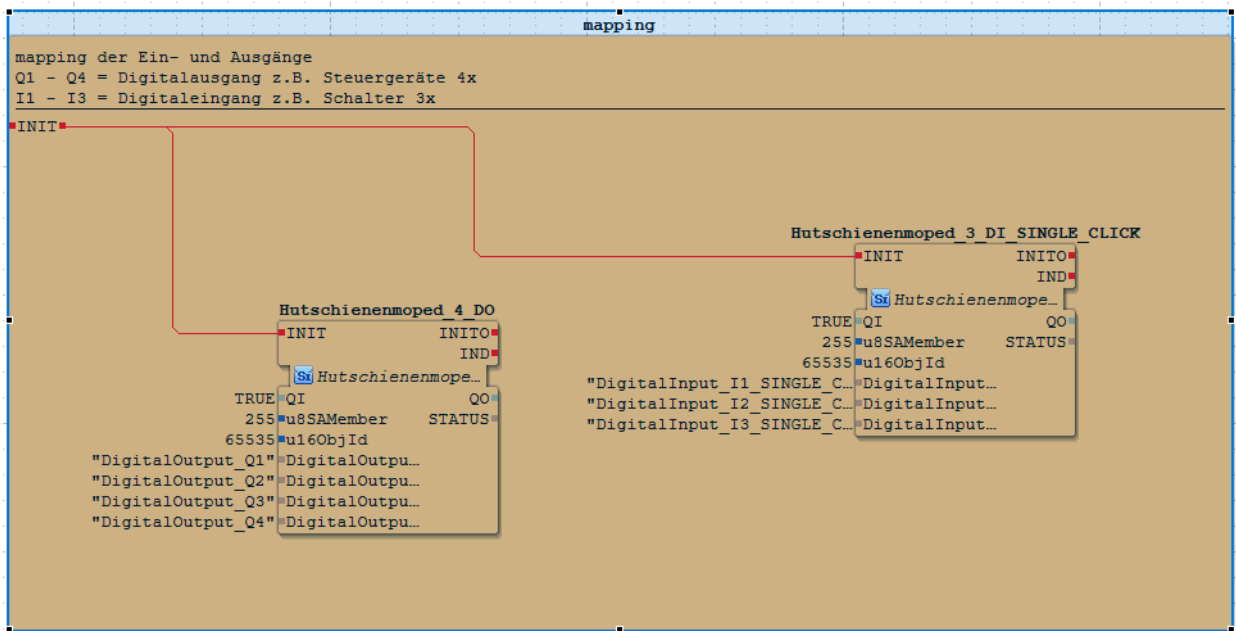 mapping
mapping der Ein- und Ausgänge
Q1 - Q4 = Digitalausgang z.B. Steuergeräte 4x
I1 - I3 = Digitaleingang z.B. Schalter 3x
INIT
Hutschienenmoped_3_DI_SINGLE_CLICK
INIT INITO
IND
SI Hutschienenmope…
TRUE QI QO
255 u8SAMember STATUS
65535 u16ObjId
"DigitalInput_I1_SINGLE_C… DigitalInput…
"DigitalInput_I2_SINGLE_C… DigitalInput…
"DigitalInput_I3_SINGLE_C… DigitalInput…
Hutschienenmoped_4_DO
INIT INITO
IND
SI Hutschienenmope…
TRUE QI QO
255 u8SAMember STATUS
65535 u16ObjId
"DigitalOutput_Q1" DigitalOutpu…
"DigitalOutput_Q2" DigitalOutpu…
"DigitalOutput_Q3" DigitalOutpu…
"DigitalOutput_Q4" DigitalOutpu…